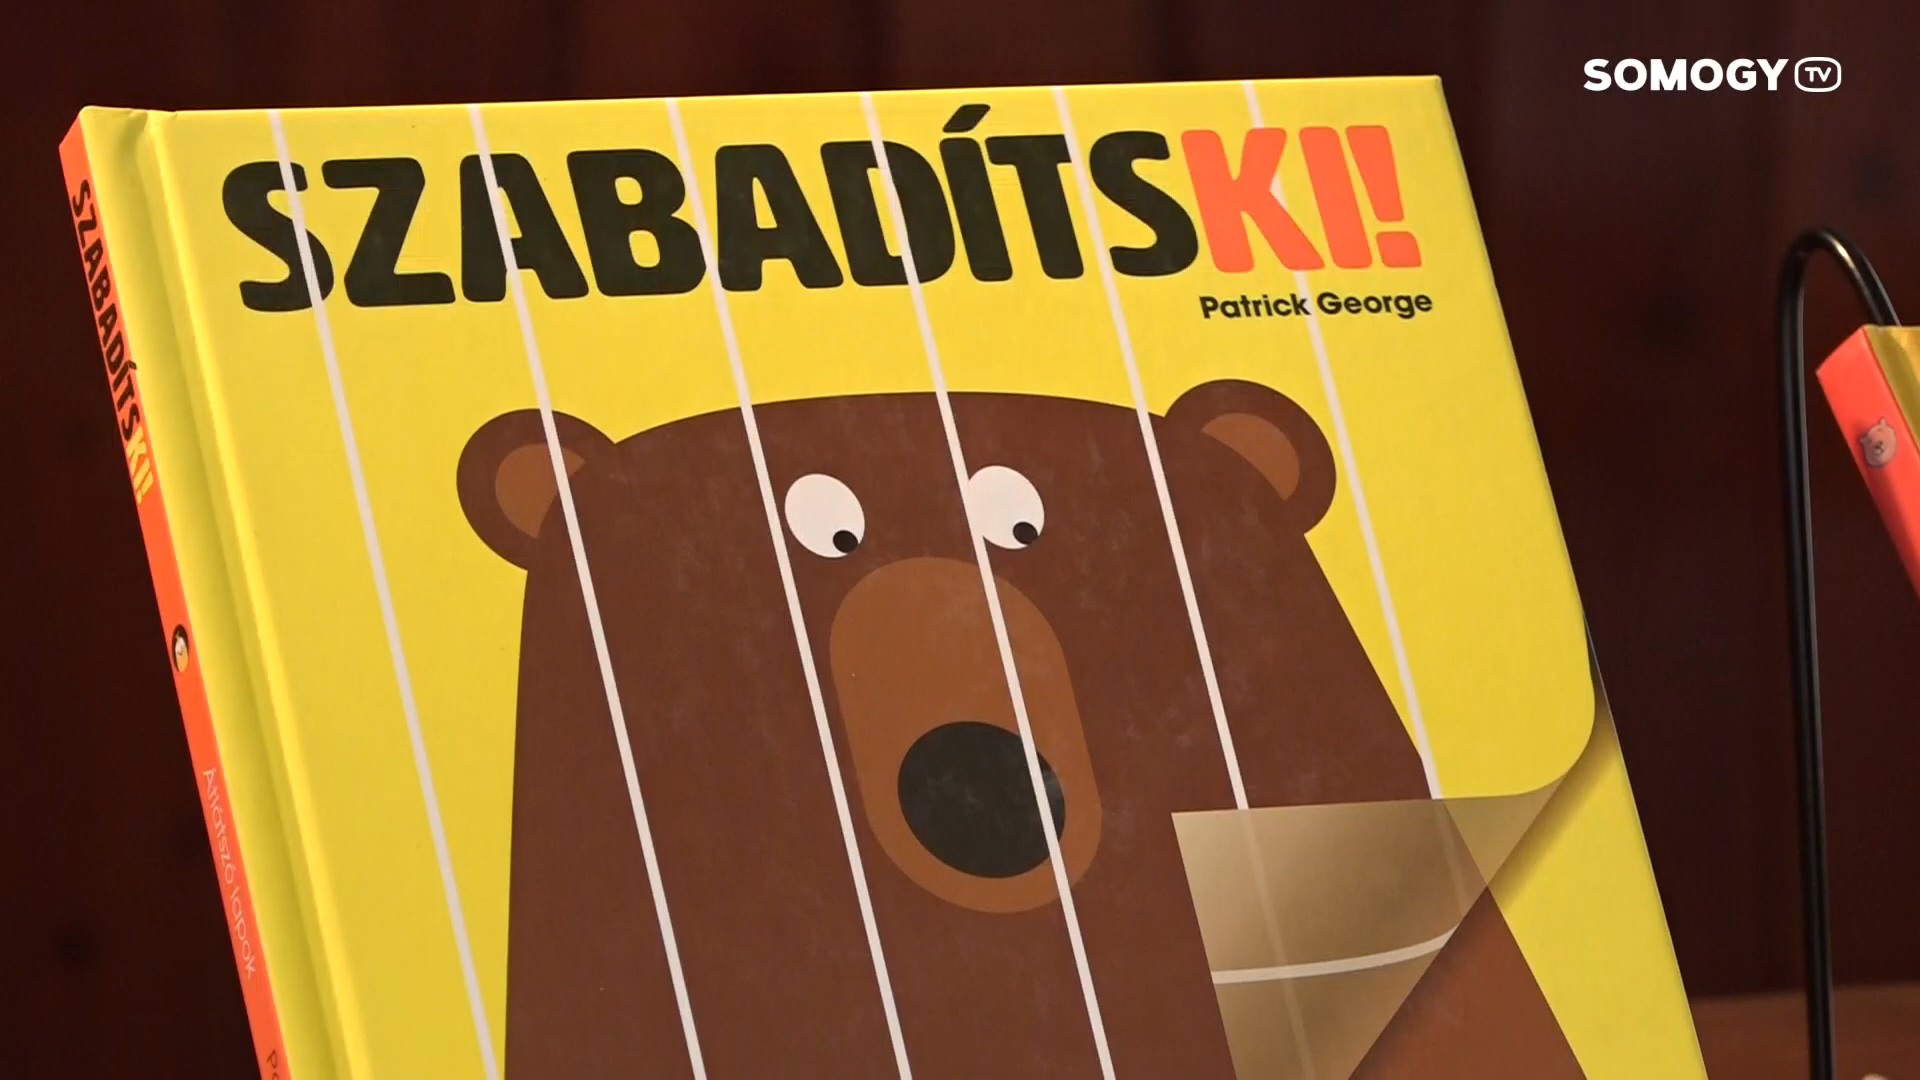 SOMOGY TV
SZABADÍTSKI!
Patrick George
SZABADÍTSKI!
Átlátszó lapok